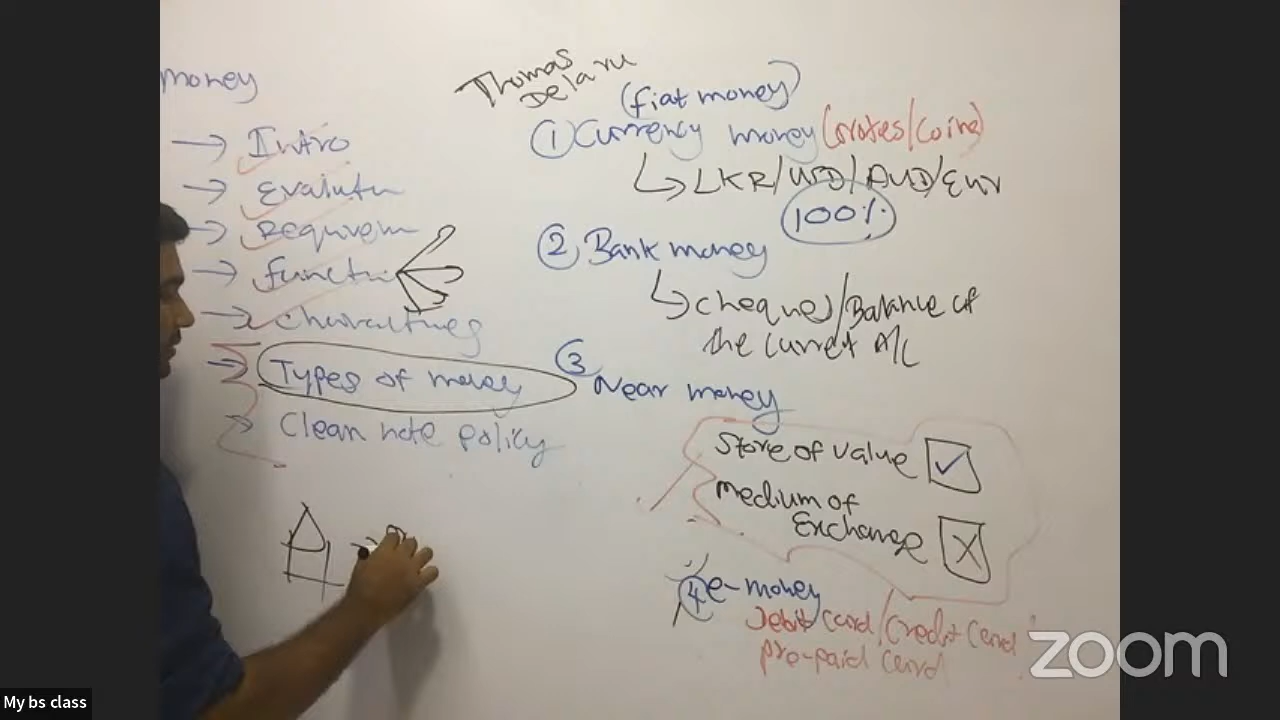 money
→ Intro
→ Evalutn
→ Requirem
→ functi
→
→ Types of money
→ Clean note policy
Thomas
De la ru
(fiat money)
① Currency money (notes/coins)
↳ LKR/USD/AUD/Eur
100%
② Bank money
↳ cheques/Balance of
the current A/C
③
Near money
Store of value ✓
Medium of
Exchange X
④ e-money
Debit card/Credit card
pre-paid card
zoom
My bs class